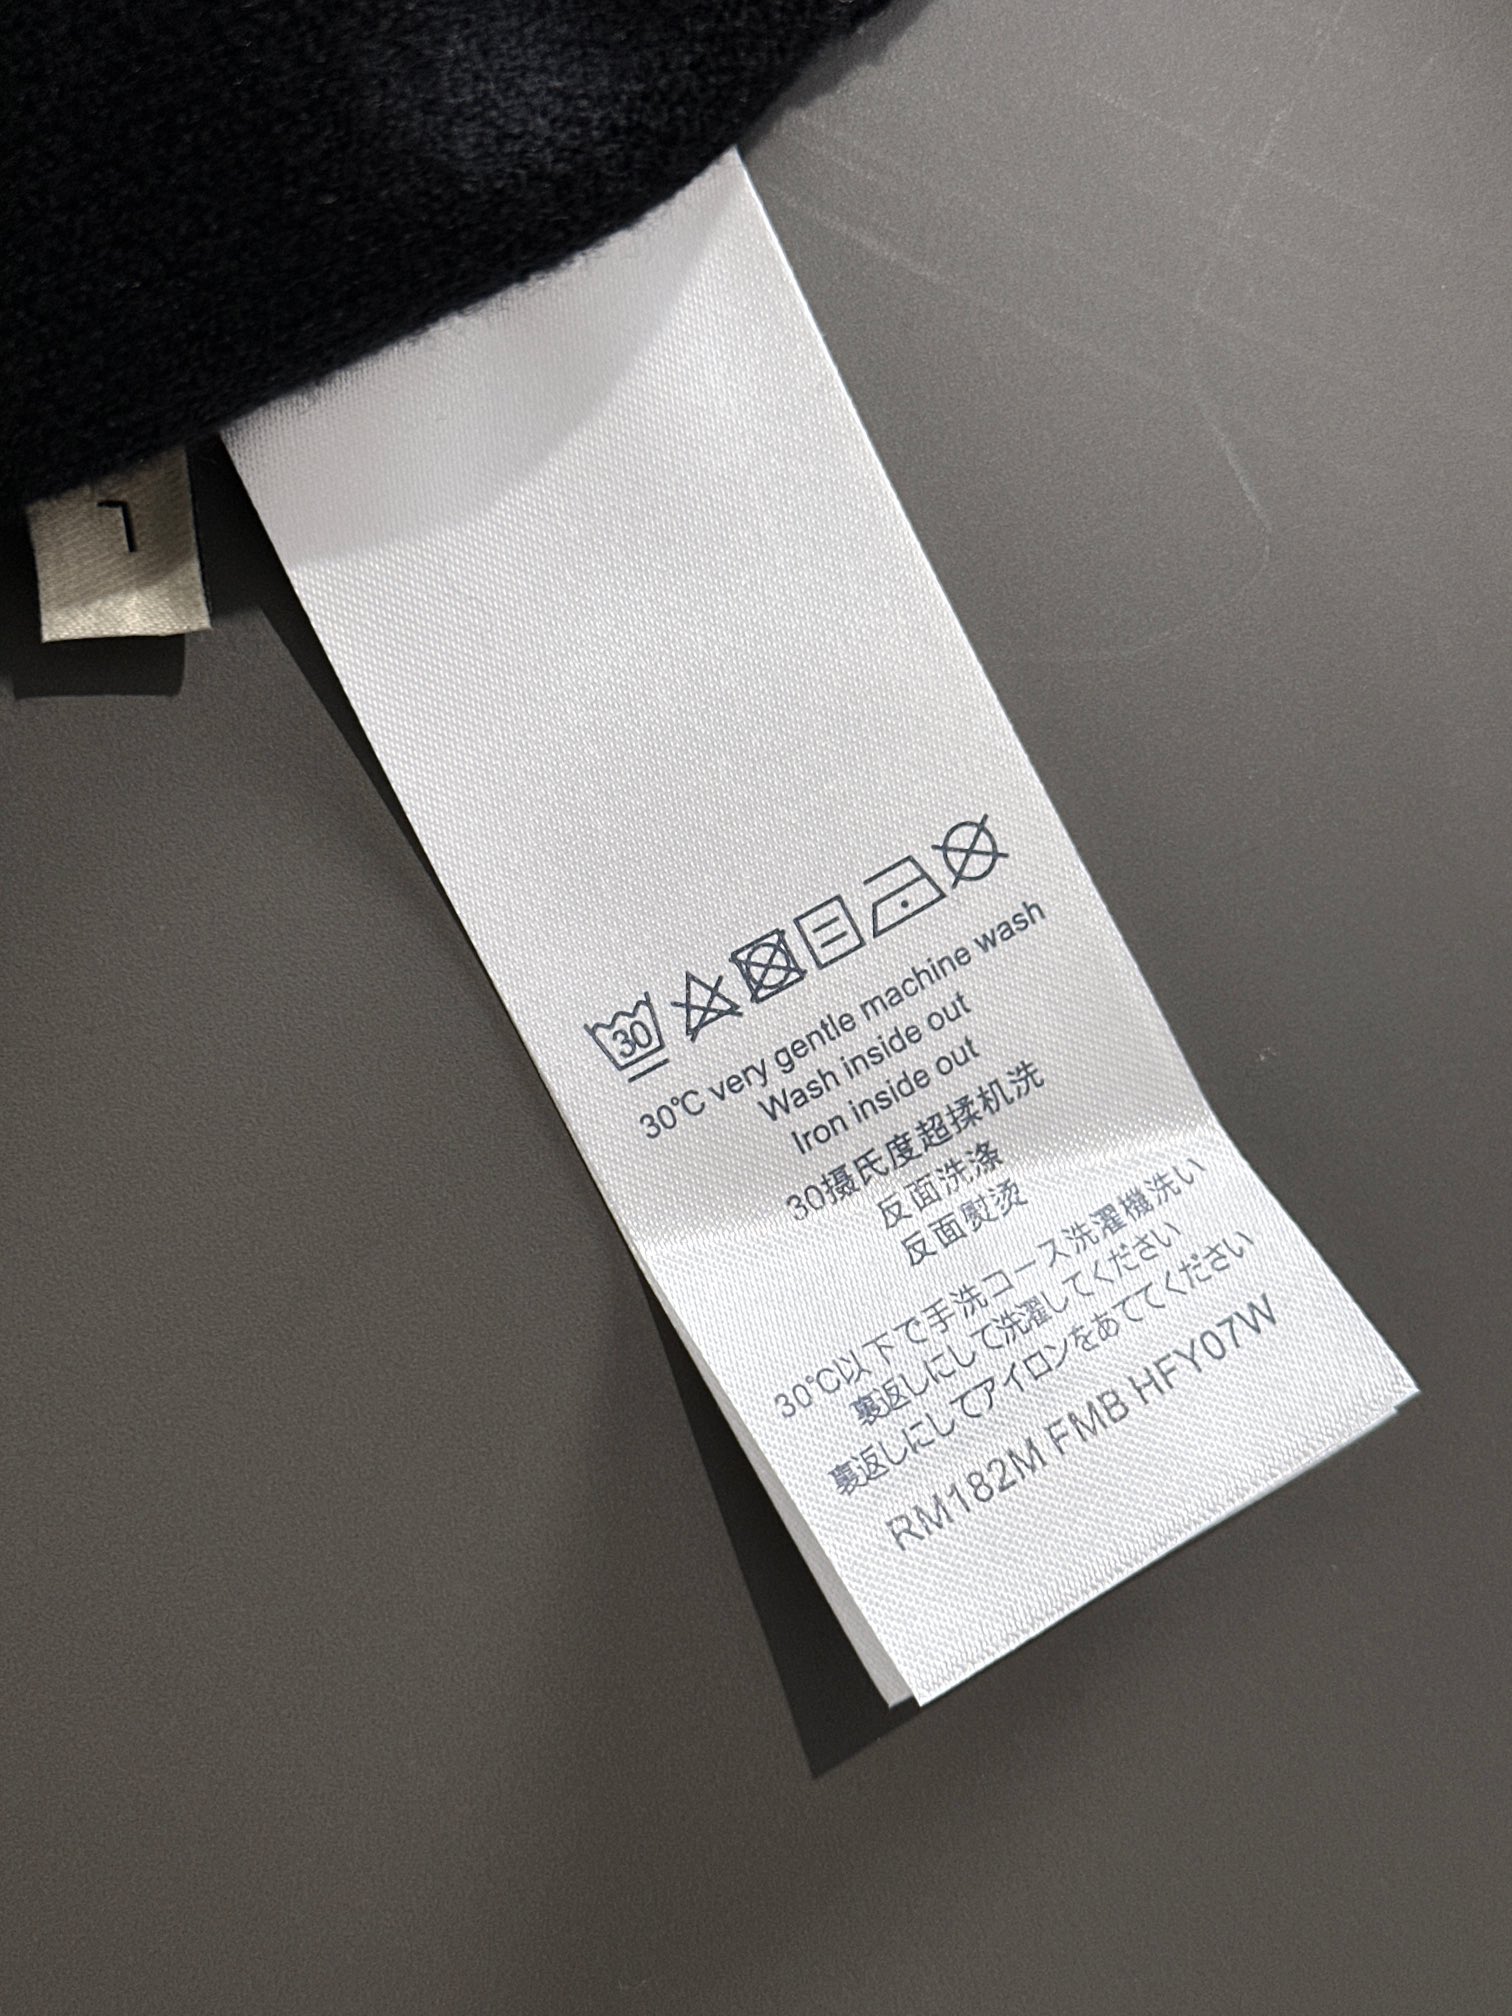 L
30
30℃ very gentle machine wash
Wash inside out
Iron inside out
30摄氏度超揉机洗
反面洗涤
反面熨烫
30℃以下で手洗コース洗濯機洗い
裏返しにして洗濯してください
裏返しにしてアイロンをあててください
RM182M FMB HFY07W